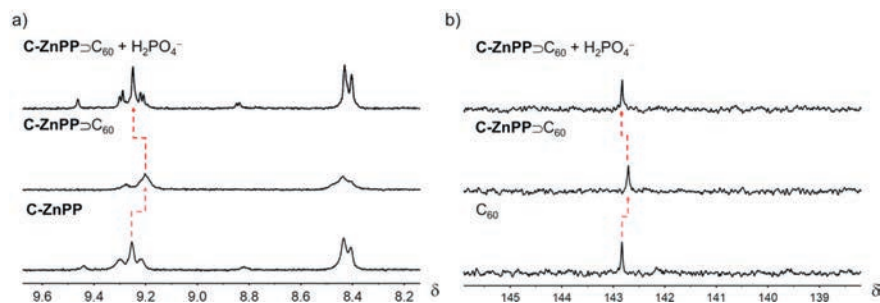 a)
C-ZnPP⊃C₆₀ + H₂PO₄⁻
C-ZnPP⊃C₆₀
C-ZnPP
9.6 9.4 9.2 9.0 8.8 8.6 8.4 8.2 δ
b)
C-ZnPP⊃C₆₀ + H₂PO₄⁻
C-ZnPP⊃C₆₀
C₆₀
145 144 143 142 141 140 139 δ